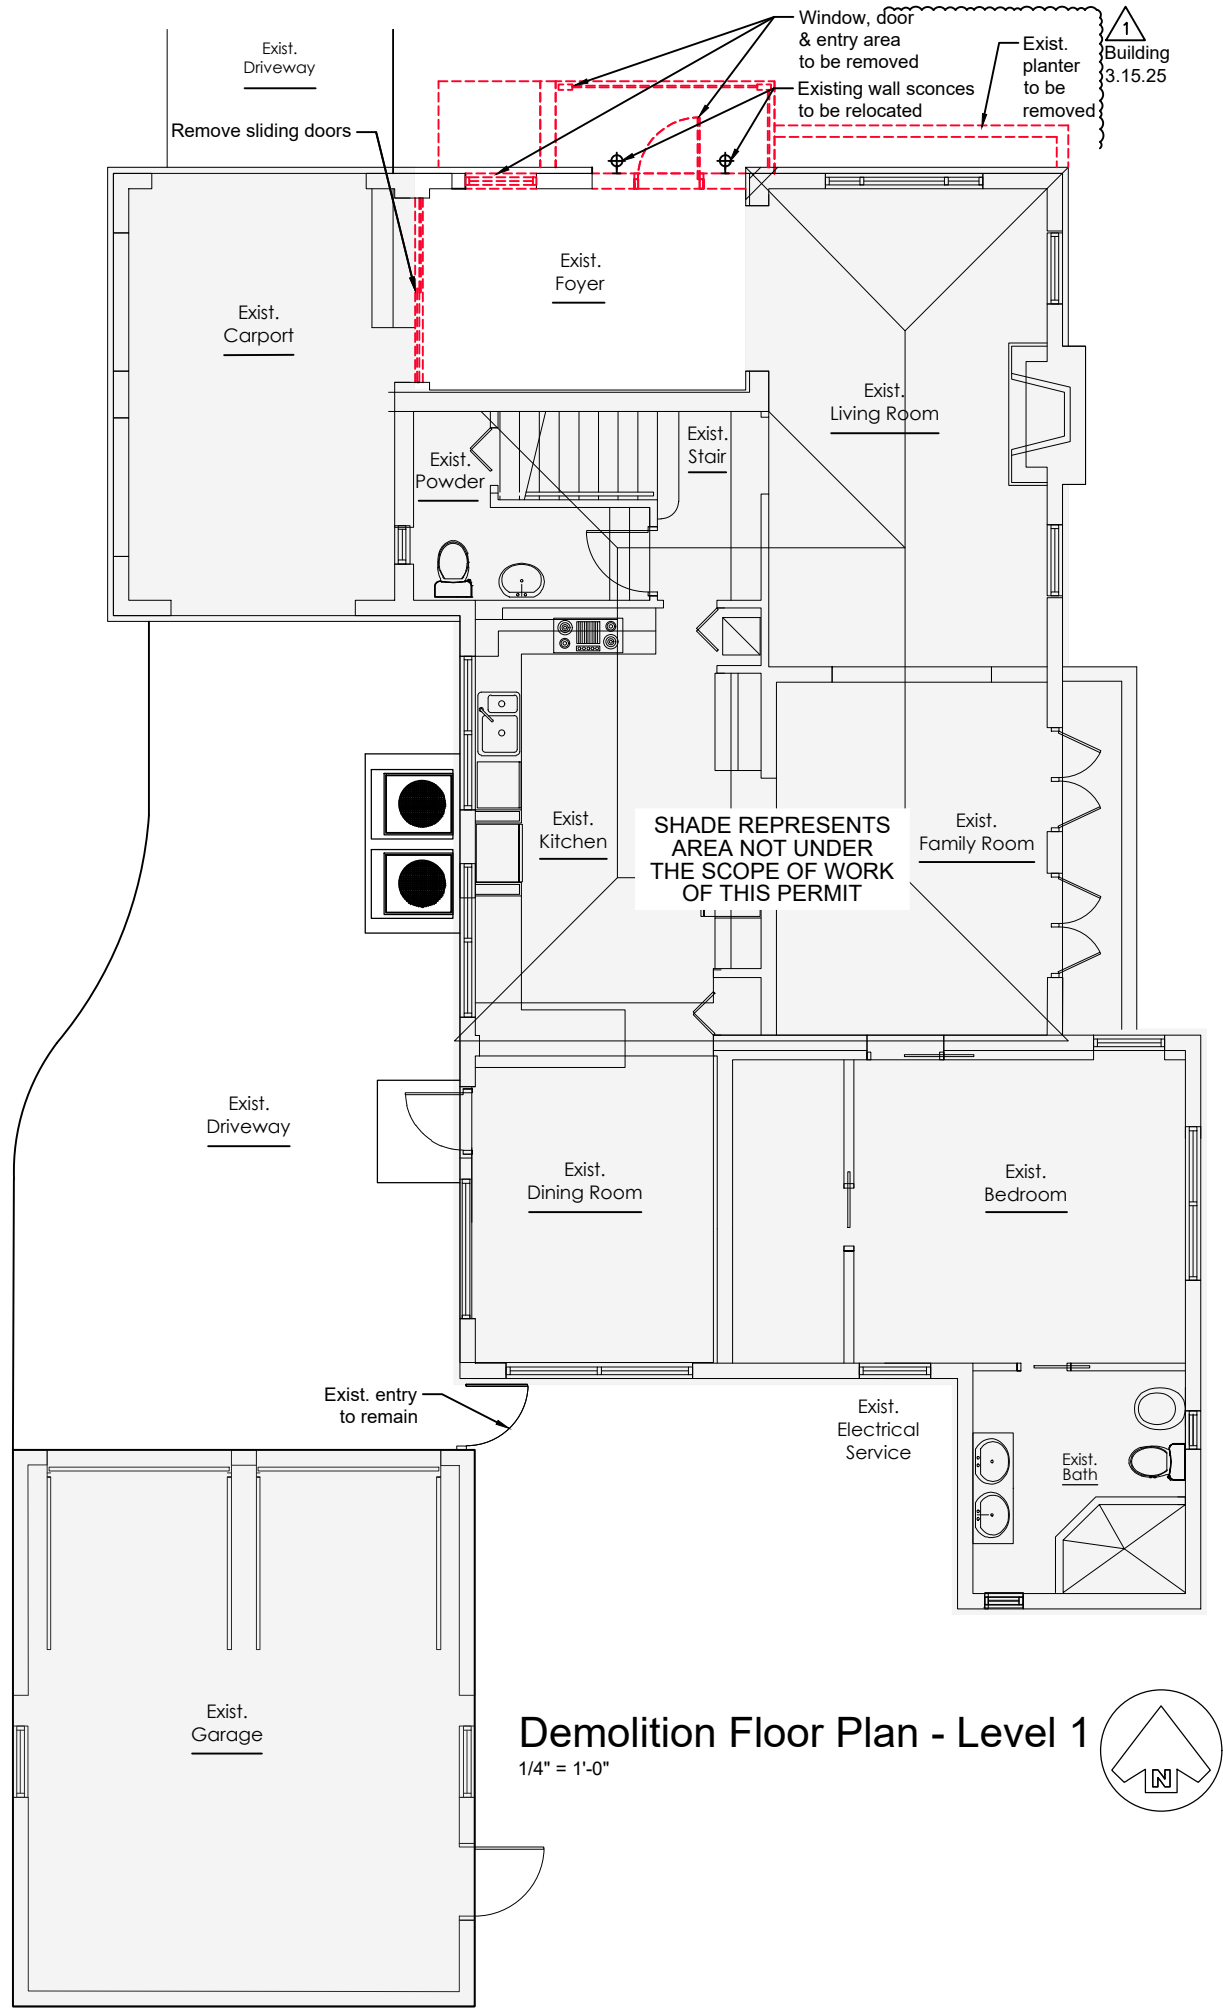 Exist.
Driveway
Window, door
& entry area
to be removed
Existing wall sconces
to be relocated
Exist.
planter
to be
removed
1
Building
3.15.25
Remove sliding doors
Exist.
Foyer
Exist.
Carport
Exist.
Living Room
Exist.
Stair
Exist.
Powder
Exist.
Kitchen
SHADE REPRESENTS
AREA NOT UNDER
THE SCOPE OF WORK
OF THIS PERMIT
Exist.
Family Room
Exist.
Driveway
Exist.
Dining Room
Exist.
Bedroom
Exist. entry
to remain
Exist.
Electrical
Service
Exist.
Bath
Exist.
Garage
Demolition Floor Plan - Level 1
1/4" = 1'-0"
N